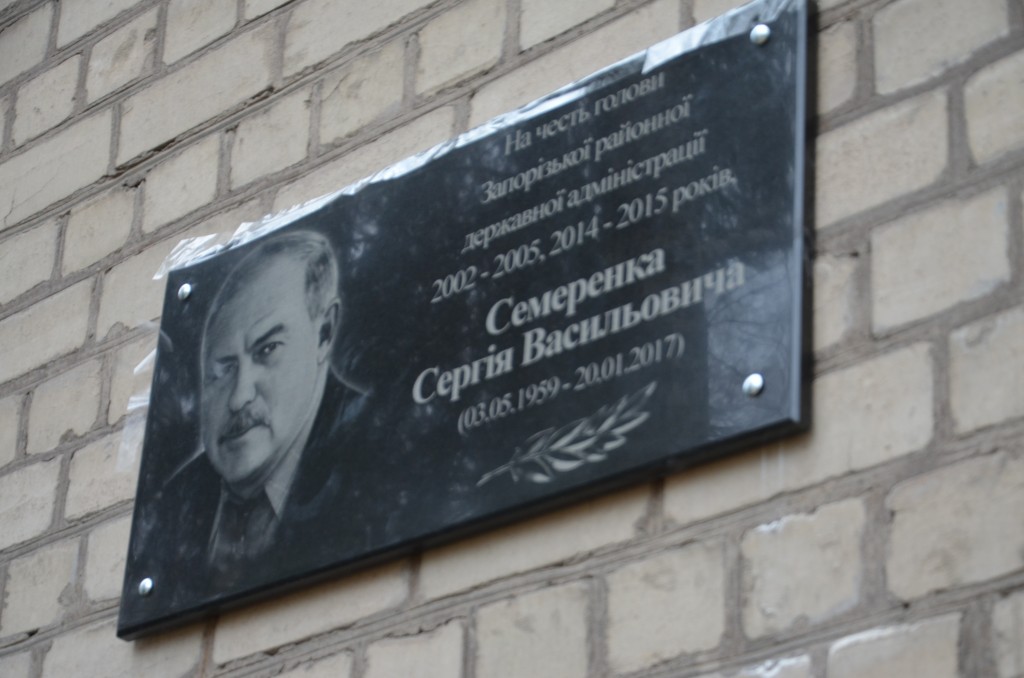 На честь голови
Запорізької районної
державної адміністрації
2002 - 2005, 2014 - 2015 років,
Семеренка
Сергія Васильовича
(03.05.1959 - 20.01.2017)